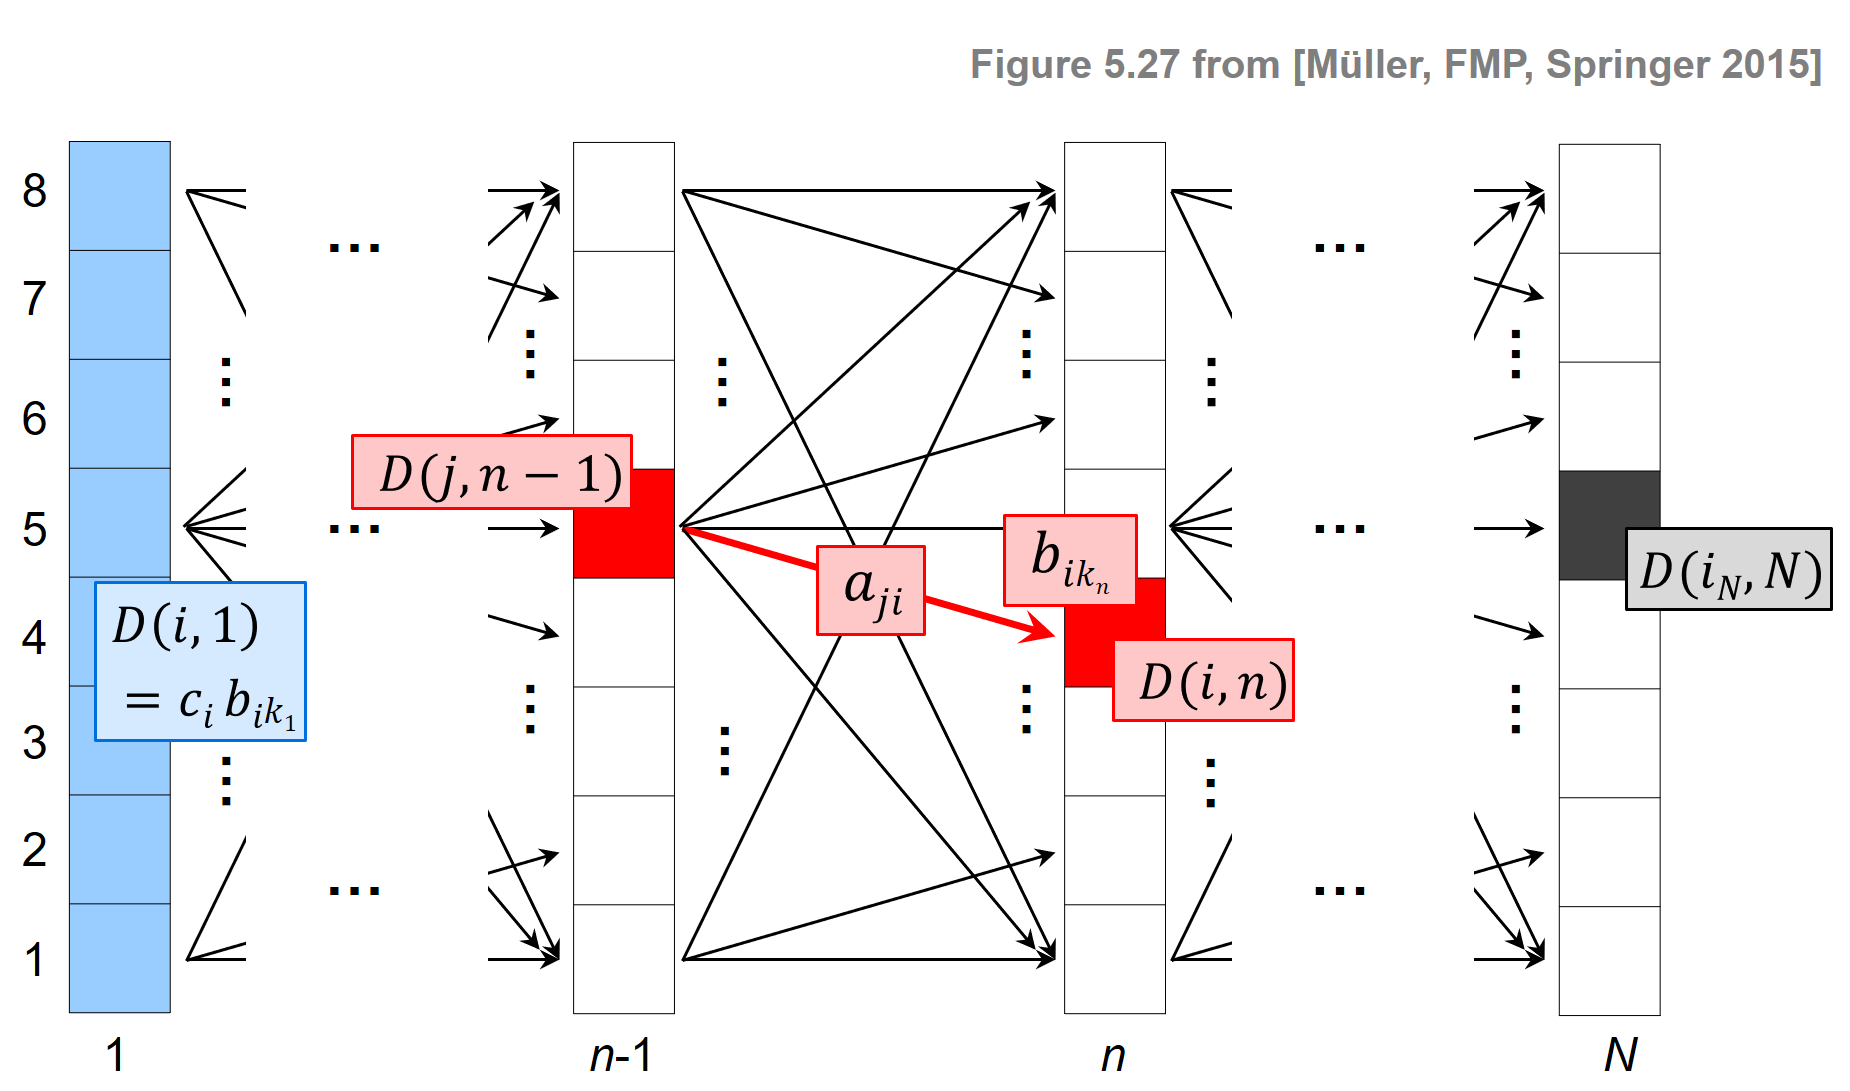 Figure 5.27 from [Müller, FMP, Springer 2015]
8
7
6
5
4
3
2
1
...
...
D(j, n − 1)
...
...
D(i, 1)
= c_i b_{ik_1}
a_{ji}
b_{ik_n}
D(i, n)
D(i_N, N)
...
...
1
n-1
n
N